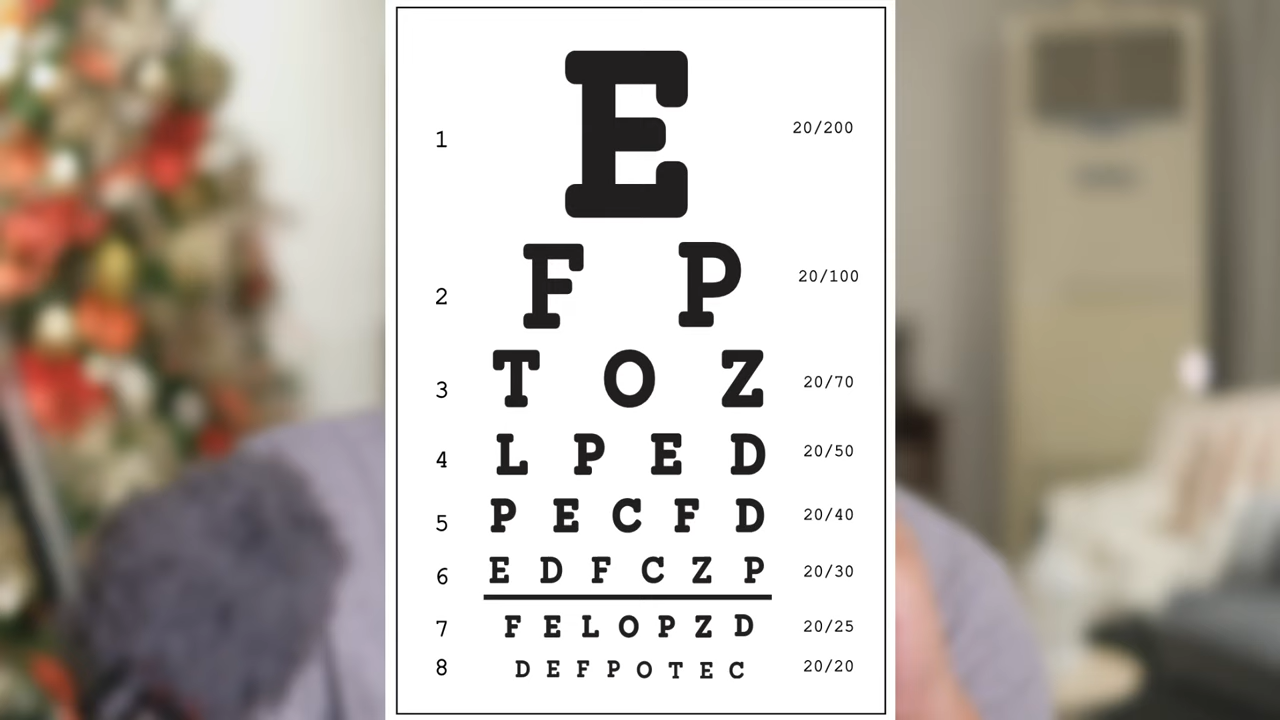 1 E 20/200
2 F P 20/100
3 T O Z 20/70
4 L P E D 20/50
5 P E C F D 20/40
6 E D F C Z P 20/30
7 F E L O P Z D 20/25
8 D E F P O T E C 20/20